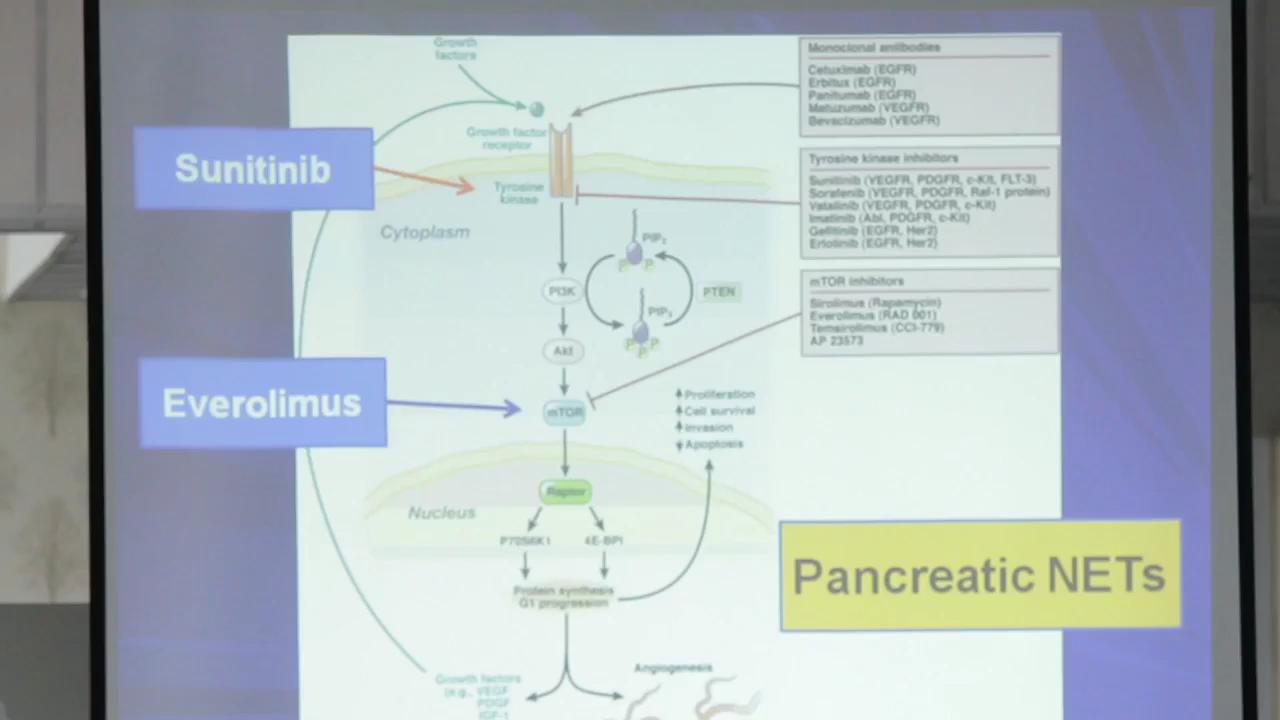 Growth
factors
Growth factor
receptor
Sunitinib
Tyrosine
kinase
Cytoplasm
PIP2
P P
PI3K
PTEN
PIP3
P P P
Akt
Everolimus
mTOR
Proliferation
Cell survival
Invasion
Apoptosis
Raptor
Nucleus
P70S6K1
4E-BPI
Protein synthesis
G1 progression
Growth factors
(e.g., VEGF
PDGF
IGF-1
Angiogenesis
Monoclonal antibodies
Cetuximab (EGFR)
Erbitux (EGFR)
Panitumab (EGFR)
Matuzumab (VEGFR)
Bevacizumab (VEGFR)
Tyrosine kinase inhibitors
Sunitinib (VEGFR, PDGFR, c-Kit, FLT-3)
Sorafenib (VEGFR, PDGFR, Raf-1 protein)
Vatalinib (VEGFR, PDGFR, c-Kit)
Imatinib (Abl, PDGFR, c-Kit)
Gefitinib (EGFR, Her2)
Erlotinib (EGFR, Her2)
mTOR inhibitors
Sirolimus (Rapamycin)
Everolimus (RAD 001)
Temsirolimus (CCI-779)
AP 23573
Pancreatic NETs